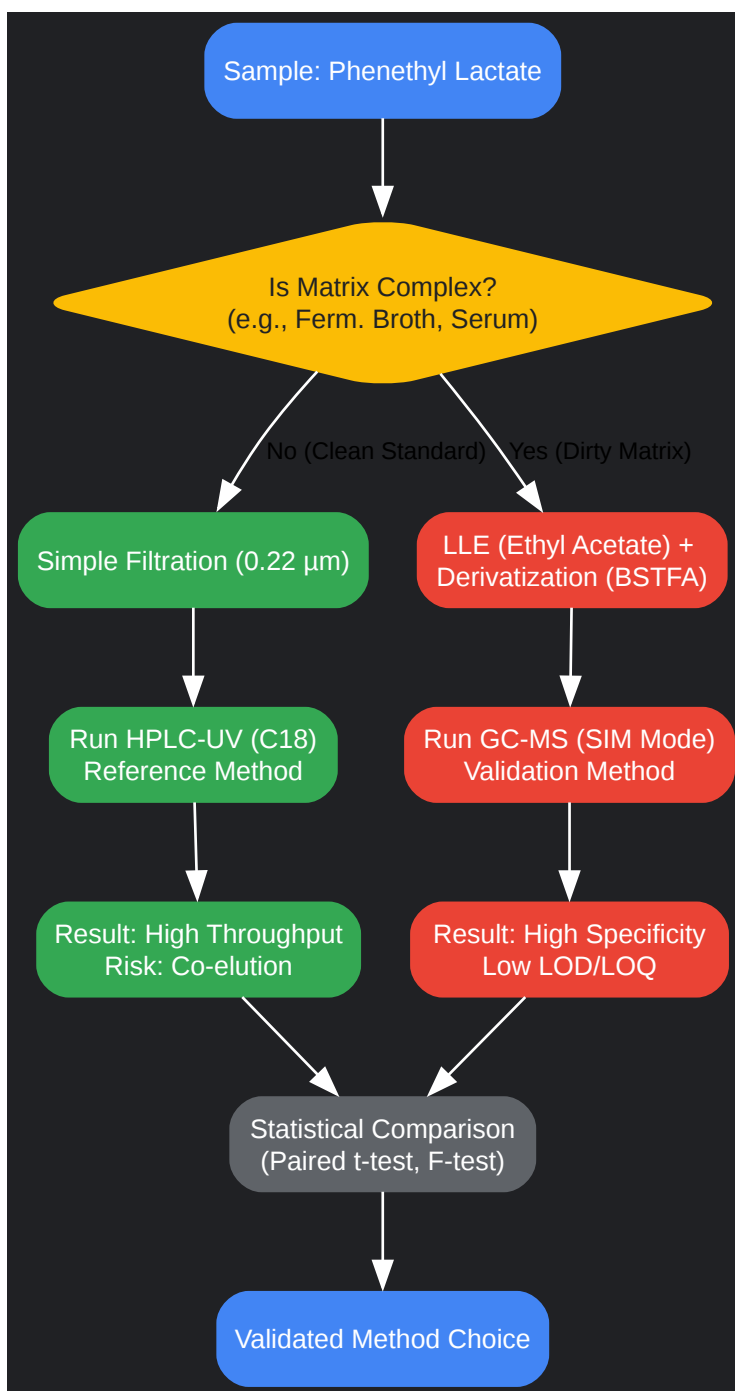 Sample: Phenethyl Lactate
Is Matrix Complex?
(e.g., Ferm. Broth, Serum)
No (Clean Standard)
Yes (Dirty Matrix)
Simple Filtration (0.22 µm)
LLE (Ethyl Acetate) +
Derivatization (BSTFA)
Run HPLC-UV (C18)
Reference Method
Run GC-MS (SIM Mode)
Validation Method
Result: High Throughput
Risk: Co-elution
Result: High Specificity
Low LOD/LOQ
Statistical Comparison
(Paired t-test, F-test)
Validated Method Choice